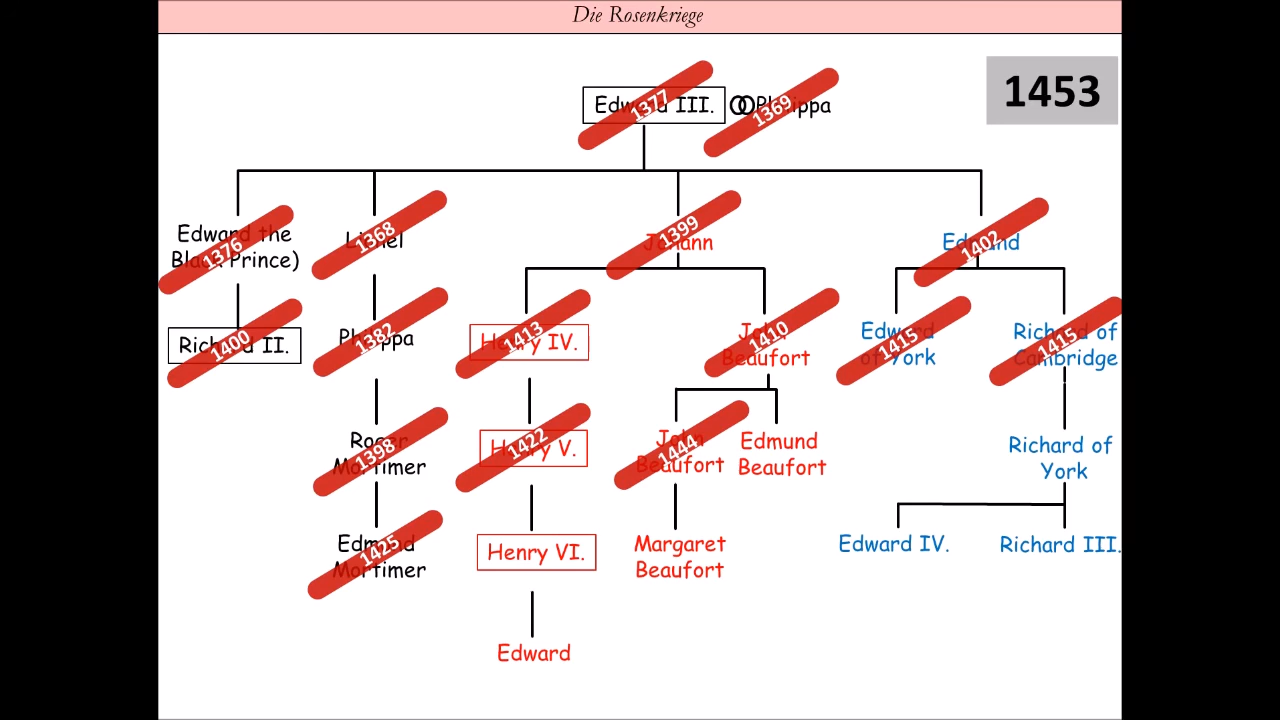 Die Rosenkriege
1453
Edward III.
1377
Philippa
1369
Edward the
Black Prince)
1376
Lionel
1368
Johann
1399
Edmund
1402
Richard II.
1400
Philippa
1382
Henry IV.
1413
John
Beaufort
1410
Edward
of York
1415
Richard of
Cambridge
1415
Roger
Mortimer
1398
Henry V.
1422
John
Beaufort
1444
Edmund
Beaufort
Richard of
York
Edmund
Mortimer
1425
Henry VI.
Margaret
Beaufort
Edward IV.
Richard III.
Edward